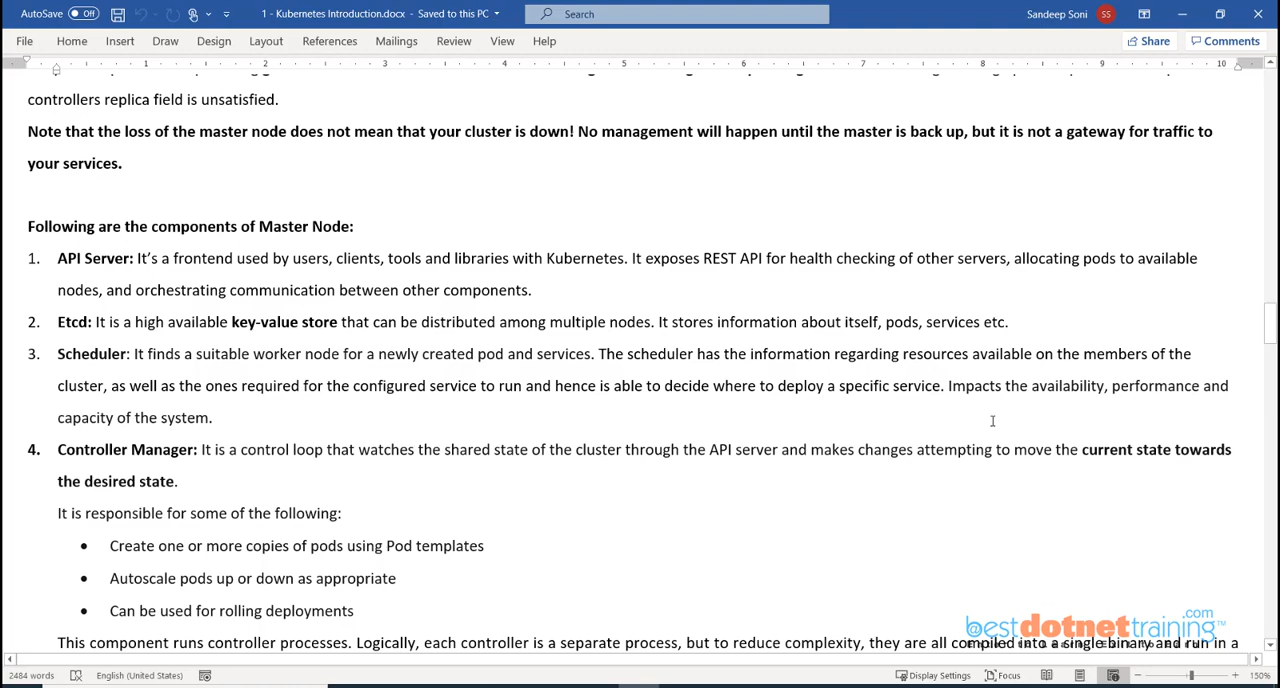 AutoSave Off 1 - Kubernetes Introduction.docx - Saved to this PC Search Sandeep Soni SS
File Home Insert Draw Design Layout References Mailings Review View Help Share Comments
1 2 3 4 5 6 7 8 9 10
controllers replica field is unsatisfied.
Note that the loss of the master node does not mean that your cluster is down! No management will happen until the master is back up, but it is not a gateway for traffic to
your services.
Following are the components of Master Node:
1. API Server: It's a frontend used by users, clients, tools and libraries with Kubernetes. It exposes REST API for health checking of other servers, allocating pods to available
nodes, and orchestrating communication between other components.
2. Etcd: It is a high available key-value store that can be distributed among multiple nodes. It stores information about itself, pods, services etc.
3. Scheduler: It finds a suitable worker node for a newly created pod and services. The scheduler has the information regarding resources available on the members of the
cluster, as well as the ones required for the configured service to run and hence is able to decide where to deploy a specific service. Impacts the availability, performance and
capacity of the system.
4. Controller Manager: It is a control loop that watches the shared state of the cluster through the API server and makes changes attempting to move the current state towards
the desired state.
It is responsible for some of the following:
• Create one or more copies of pods using Pod templates
• Autoscale pods up or down as appropriate
• Can be used for rolling deployments
@bestdotnettraining.com
This component runs controller processes. Logically, each controller is a separate process, but to reduce complexity, they are all compiled into a single binary and run in a
2484 words English (United States) Display Settings Focus 150%